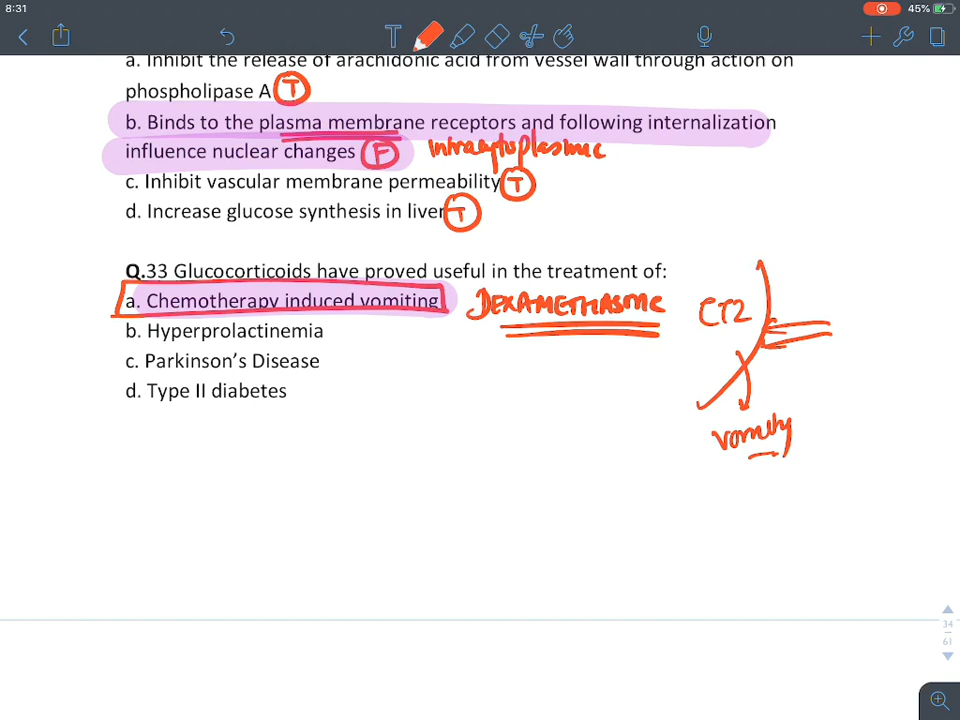 8:31
45%
T
a. Inhibit the release of arachidonic acid from vessel wall through action on
phospholipase A T
b. Binds to the plasma membrane receptors and following internalization
influence nuclear changes F intracytoplasmic
c. Inhibit vascular membrane permeability T
d. Increase glucose synthesis in liver T
Q.33 Glucocorticoids have proved useful in the treatment of:
a. Chemotherapy induced vomiting DEXAMETHASONE CTZ
b. Hyperprolactinemia
c. Parkinson's Disease
d. Type II diabetes
vomiting
34
61